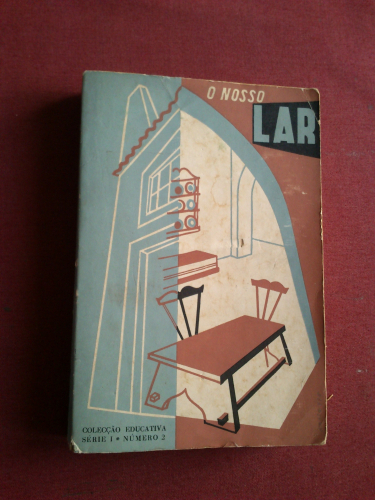 O NOSSO
LAR
COLECÇÃO EDUCATIVA
SÉRIE I • NÚMERO 2